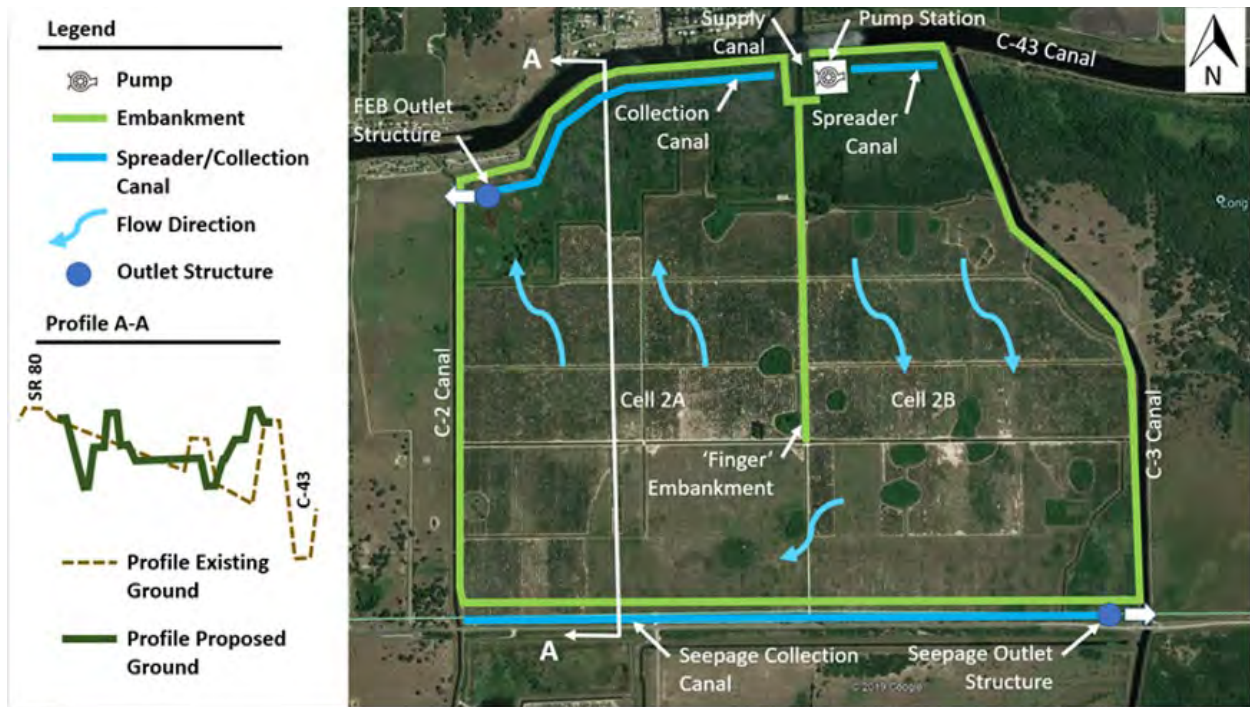 Legend
Pump
Embankment
Spreader/Collection
Canal
Flow Direction
Outlet Structure
Profile A-A
SR 80
C-43
Profile Existing
Ground
Profile Proposed
Ground
A
Supply
Canal
Pump Station
C-43 Canal
N
FEB Outlet
Structure
Collection
Canal
Spreader
Canal
Long
C-2 Canal
Cell 2A
Cell 2B
C-3 Canal
'Finger'
Embankment
A
Seepage Collection
Canal
Seepage Outlet
Structure
© 2019 Google